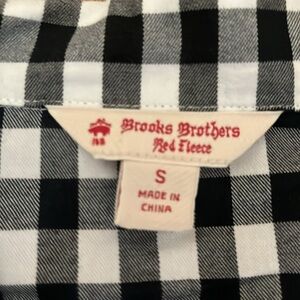 Brooks Brothers
Red Fleece
S
MADE IN
CHINA